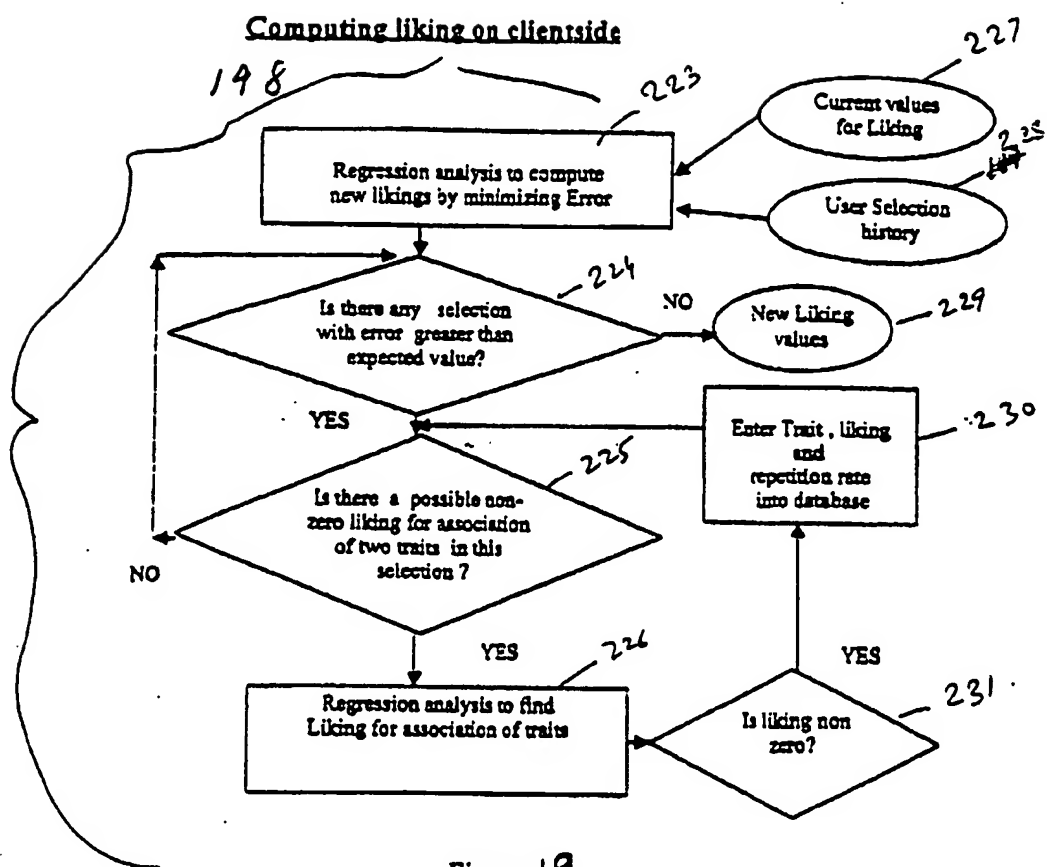 Computing liking on clientside
198
223
227
Current values
for Liking
Regression analysis to compute
new likings by minimizing Error
User Selection
history
224
Is there any selection
with error greater than
expected value?
NO
New Liking
values
229
YES
Enter Trait, liking
and
repetition rate
into database
230
225
Is there a possible non-
zero liking for association
of two traits in this
selection ?
NO
YES
226
YES
Regression analysis to find
Liking for association of traits
Is liking non
zero?
231
Figure 19